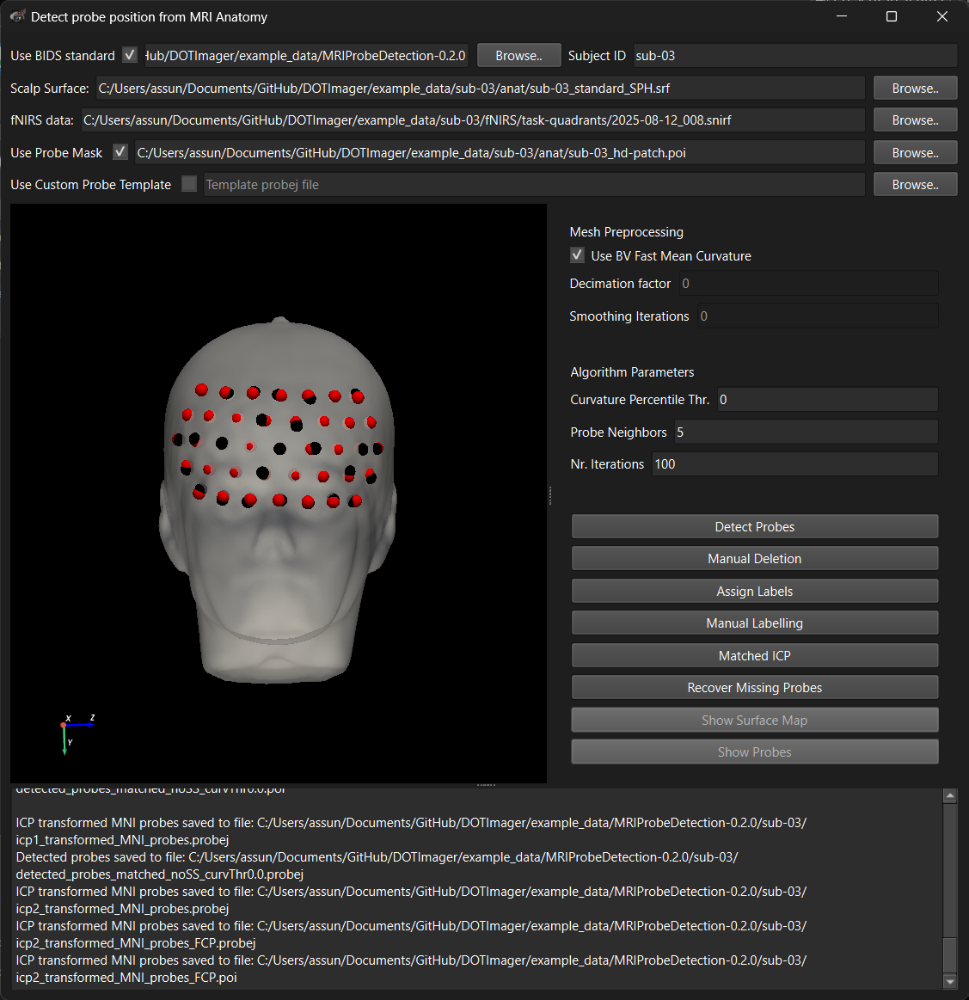 Detect probe position from MRI Anatomy
Use BIDS standard Hub/DOTImager/example_data/MRIProbeDetection-0.2.0 Browse.. Subject ID sub-03
Scalp Surface: C:/Users/assun/Documents/GitHub/DOTImager/example_data/sub-03/anat/sub-03_standard_SPH.srf Browse..
fNIRS data: C:/Users/assun/Documents/GitHub/DOTImager/example_data/sub-03/fNIRS/task-quadrants/2025-08-12_008.snirf Browse..
Use Probe Mask C:/Users/assun/Documents/GitHub/DOTImager/example_data/sub-03/anat/sub-03_hd-patch.poi Browse..
Use Custom Probe Template Template probej file Browse..
Mesh Preprocessing
Use BV Fast Mean Curvature
Decimation factor 0
Smoothing Iterations 0
Algorithm Parameters
Curvature Percentile Thr. 0
Probe Neighbors 5
Nr. Iterations 100
Detect Probes
Manual Deletion
Assign Labels
Manual Labelling
Matched ICP
Recover Missing Probes
Show Surface Map
Show Probes
X Z
Y
detected_probes_matched_noSS_curvThr0.0.poi
ICP transformed MNI probes saved to file: C:/Users/assun/Documents/GitHub/DOTImager/example_data/MRIProbeDetection-0.2.0/sub-03/
icp1_transformed_MNI_probes.probej
Detected probes saved to file: C:/Users/assun/Documents/GitHub/DOTImager/example_data/MRIProbeDetection-0.2.0/sub-03/
detected_probes_matched_noSS_curvThr0.0.probej
ICP transformed MNI probes saved to file: C:/Users/assun/Documents/GitHub/DOTImager/example_data/MRIProbeDetection-0.2.0/sub-03/
icp2_transformed_MNI_probes.probej
ICP transformed MNI probes saved to file: C:/Users/assun/Documents/GitHub/DOTImager/example_data/MRIProbeDetection-0.2.0/sub-03/
icp2_transformed_MNI_probes_FCP.probej
ICP transformed MNI probes saved to file: C:/Users/assun/Documents/GitHub/DOTImager/example_data/MRIProbeDetection-0.2.0/sub-03/
icp2_transformed_MNI_probes_FCP.poi